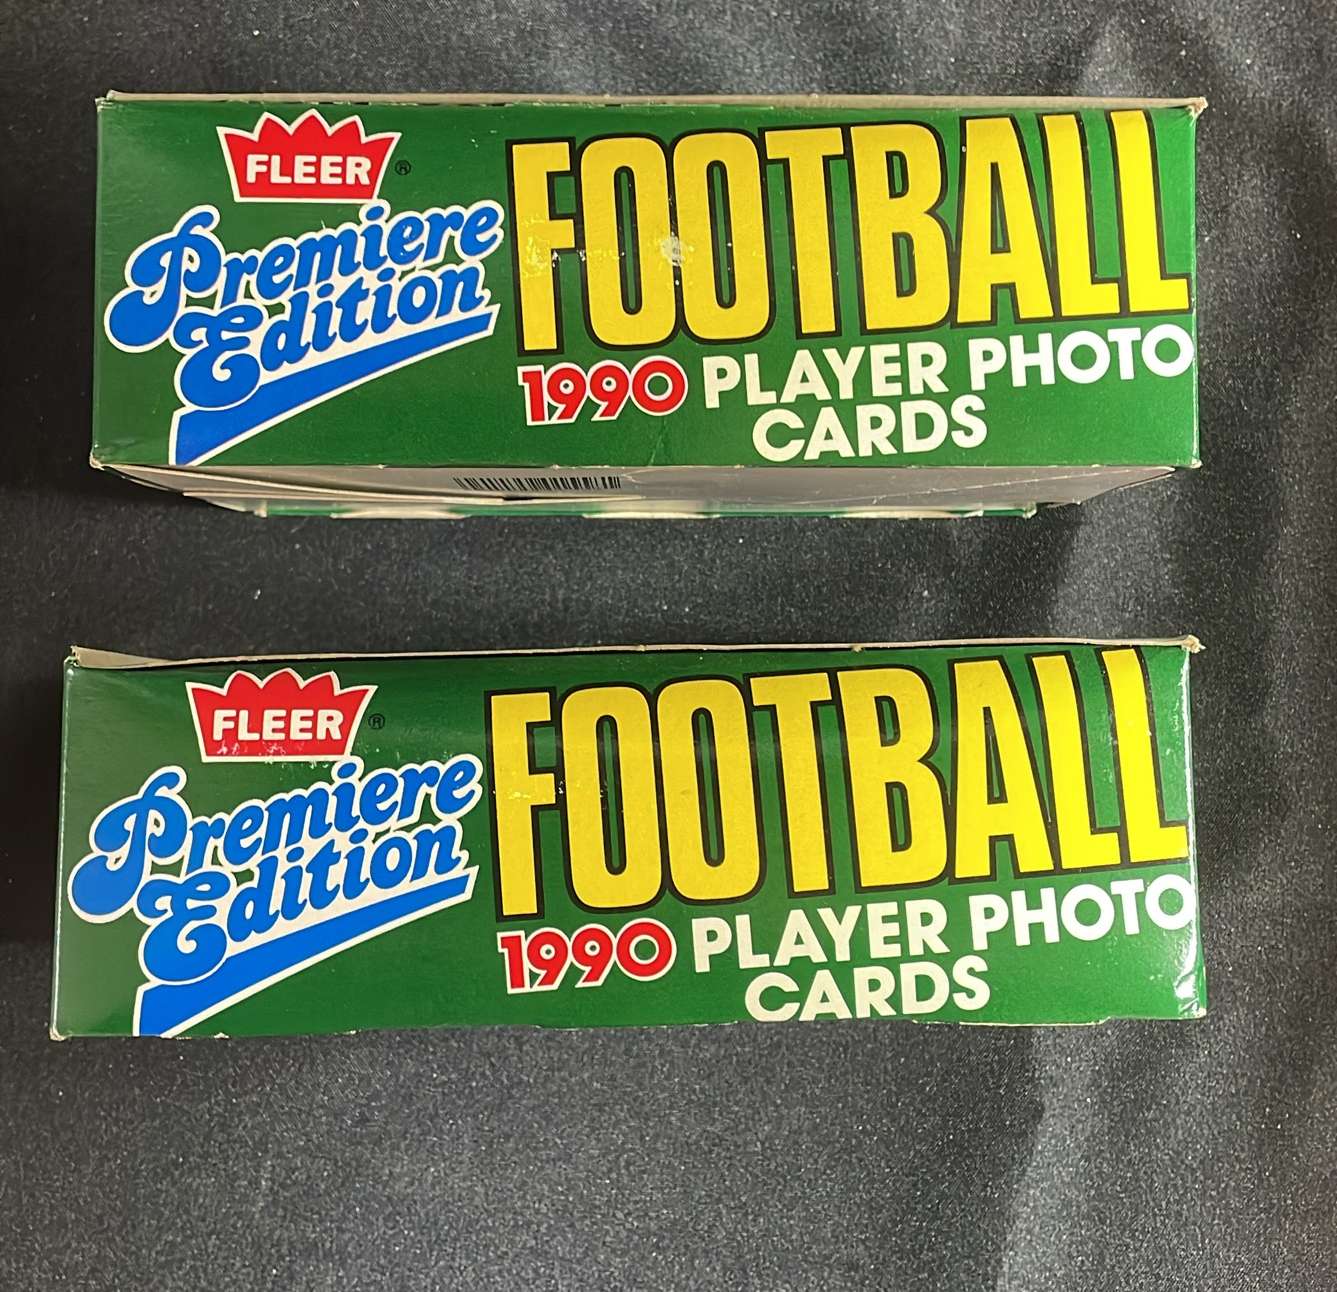 FLEER®
Premiere
Edition
FOOTBALL
1990 PLAYER PHOTO
CARDS
FLEER®
Premiere
Edition
FOOTBALL
1990 PLAYER PHOTO
CARDS